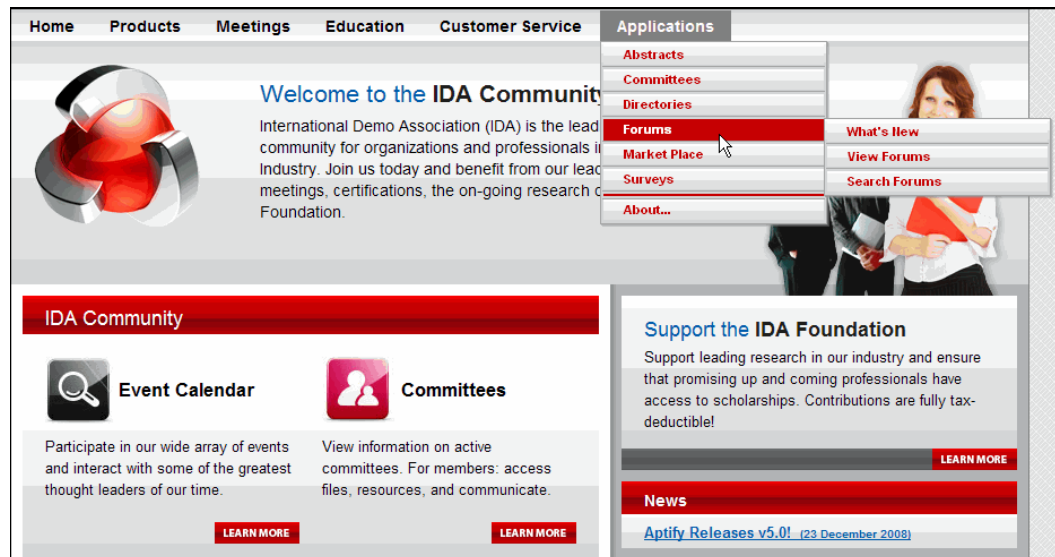 Home Products Meetings Education Customer Service Applications
Abstracts
Committees
Directories
Forums
Market Place
Surveys
About...
What's New
View Forums
Search Forums
Welcome to the IDA Community
International Demo Association (IDA) is the lead
community for organizations and professionals i
Industry. Join us today and benefit from our lea
meetings, certifications, the on-going research
Foundation.
IDA Community
Event Calendar
Participate in our wide array of events
and interact with some of the greatest
thought leaders of our time.
LEARN MORE
Committees
View information on active
committees. For members: access
files, resources, and communicate.
LEARN MORE
Support the IDA Foundation
Support leading research in our industry and ensure
that promising up and coming professionals have
access to scholarships. Contributions are fully tax-
deductible!
LEARN MORE
News
Aptify Releases v5.0! (23 December 2008)